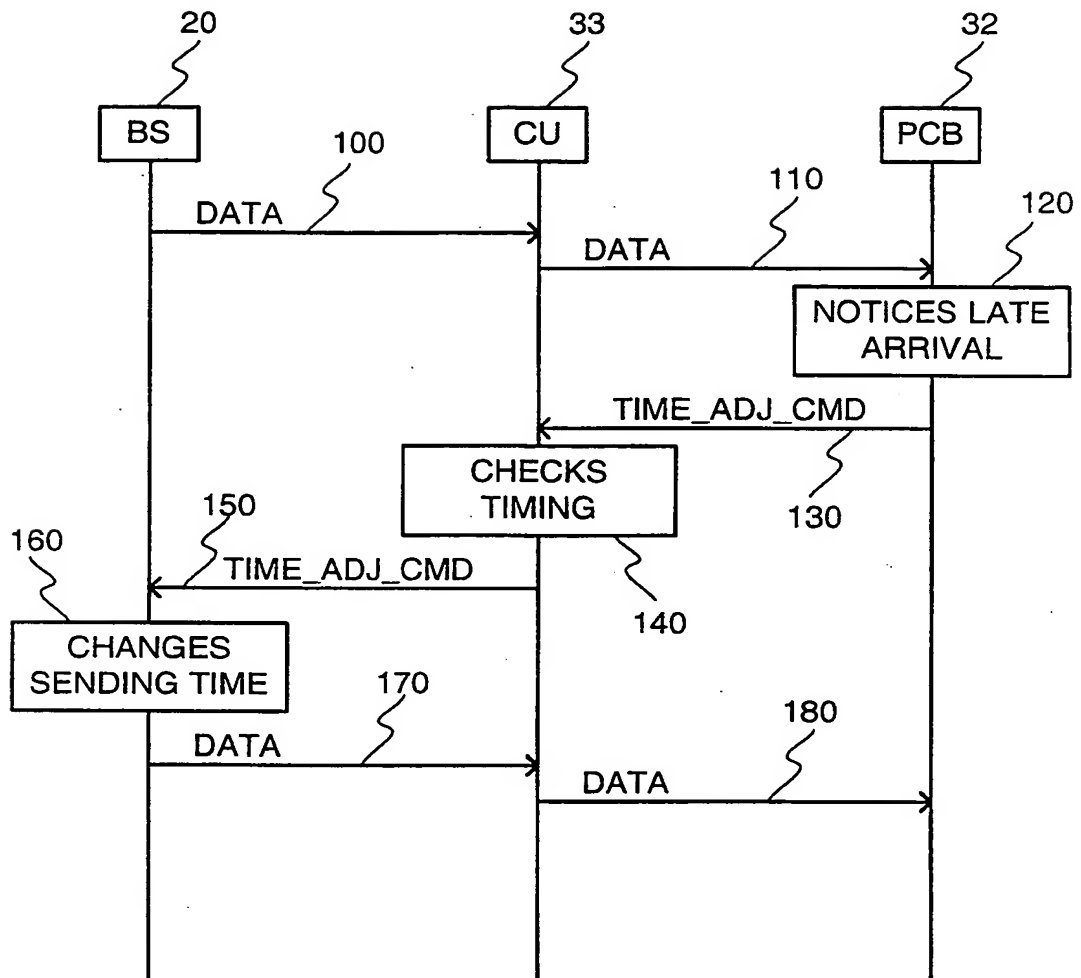 20
33
32
BS
CU
PCB
100
DATA
110
DATA
120
NOTICES LATE
ARRIVAL
TIME_ADJ_CMD
130
CHECKS
TIMING
140
150
TIME_ADJ_CMD
160
CHANGES
SENDING TIME
170
DATA
180
DATA